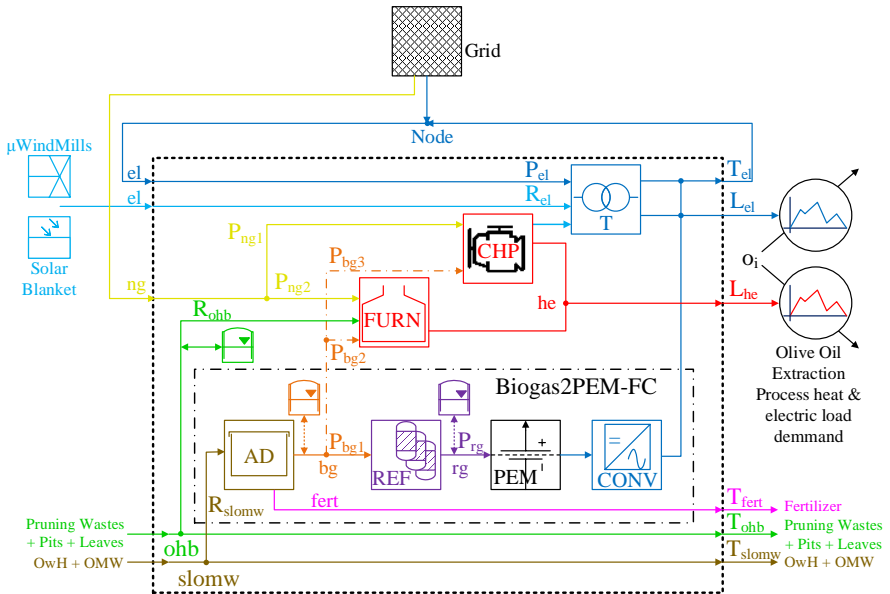 Grid
Node
μWindMills
el
el
Solar
Blanket
P_el
R_el
T
T_el
L_el
o_i
P_ng1
CHP
P_bg3
ng
P_ng2
R_ohb
FURN
he
L_he
P_bg2
Olive Oil
Extraction
Process heat &
electric load
demmand
Biogas2PEM-FC
AD
P_bg1
bg
REF
P_rg
rg
+
PEM
CONV
R_slomw
fert
T_fert
Fertilizer
Pruning Wastes
+ Pits + Leaves
ohb
T_ohb
Pruning Wastes
+ Pits + Leaves
OwH + OMW
slomw
T_slomw
OwH + OMW